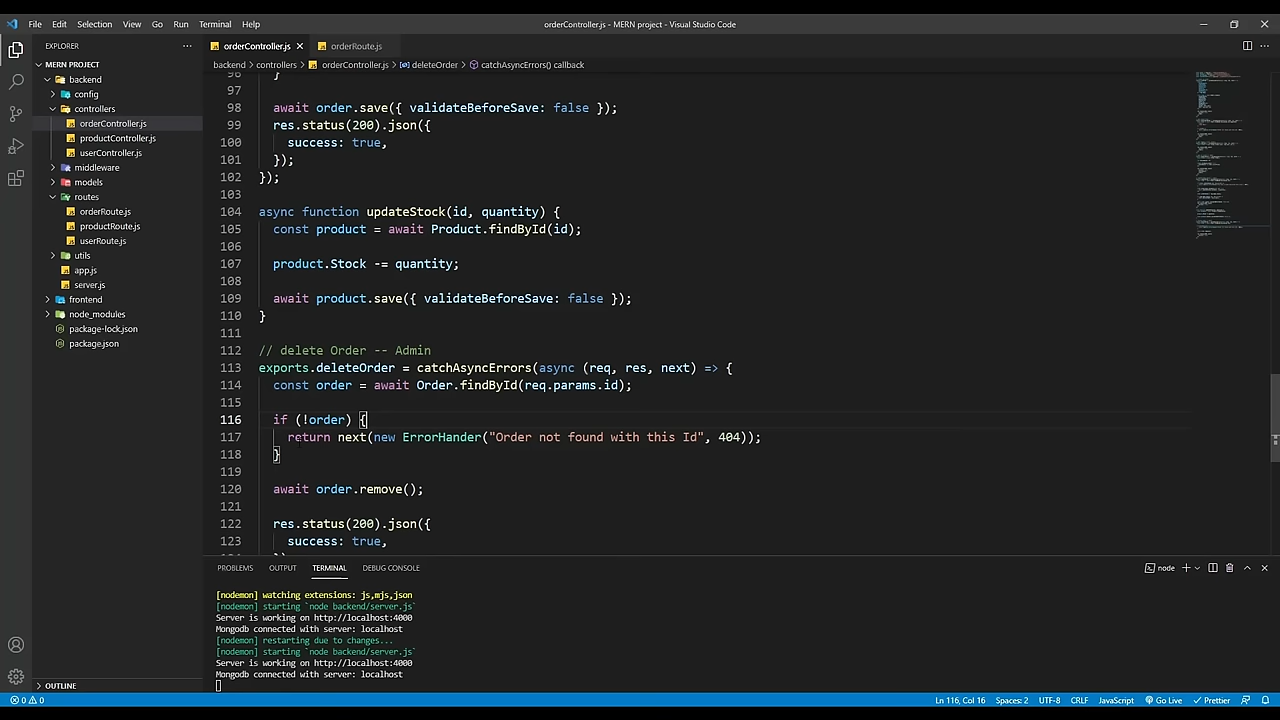 File Edit Selection View Go Run Terminal Help
orderController.js - MERN project - Visual Studio Code
EXPLORER
MERN PROJECT
backend
config
controllers
orderController.js
productController.js
userController.js
middleware
models
routes
orderRoute.js
productRoute.js
userRoute.js
utils
app.js
server.js
frontend
node_modules
package-lock.json
package.json
OUTLINE
orderController.js orderRoute.js
backend > controllers > orderController.js > deleteOrder > catchAsyncErrors() callback
96 }
97
98 await order.save({ validateBeforeSave: false });
99 res.status(200).json({
100 success: true,
101 });
102 });
103
104 async function updateStock(id, quantity) {
105 const product = await Product. (id);
106
107 product.Stock -= quantity;
108
109 await product.save({ validateBeforeSave: false });
110 }
111
112 // delete Order -- Admin
113 exports.deleteOrder = catchAsyncErrors(async (req, res, next) => {
114 const order = await Order.findById(req.params.id);
115
116 if (!order) {
117 return next(new ErrorHander("Order not found with this Id", 404));
118 }
119
120 await order.remove();
121
122 res.status(200).json({
123 success: true,
PROBLEMS OUTPUT TERMINAL DEBUG CONSOLE
node
[nodemon] watching extensions: js,mjs,json
[nodemon] starting `node backend/server.js`
Server is working on http://localhost:4000
Mongodb connected with server: localhost
[nodemon] restarting due to changes...
[nodemon] starting `node backend/server.js`
Server is working on http://localhost:4000
Mongodb connected with server: localhost
0 0
Ln 116, Col 16 Spaces: 2 UTF-8 CRLF JavaScript Go Live Prettier